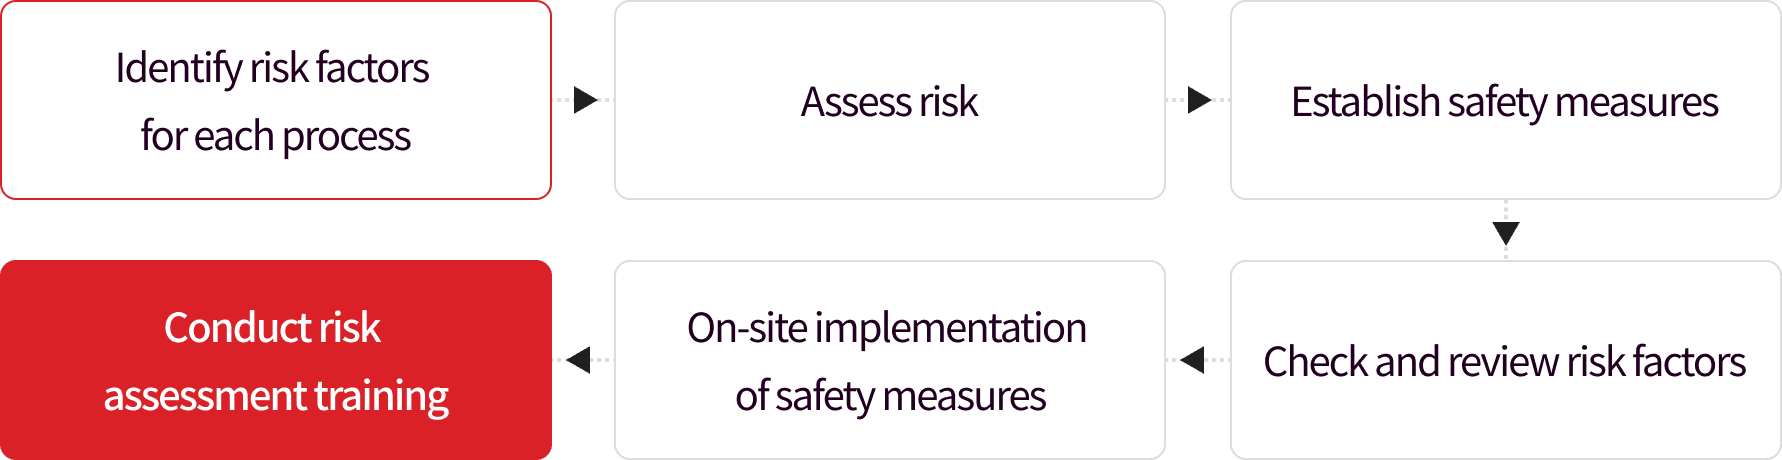 Identify risk factors
for each process
Assess risk
Establish safety measures
Check and review risk factors
On-site implementation
of safety measures
Conduct risk
assessment training